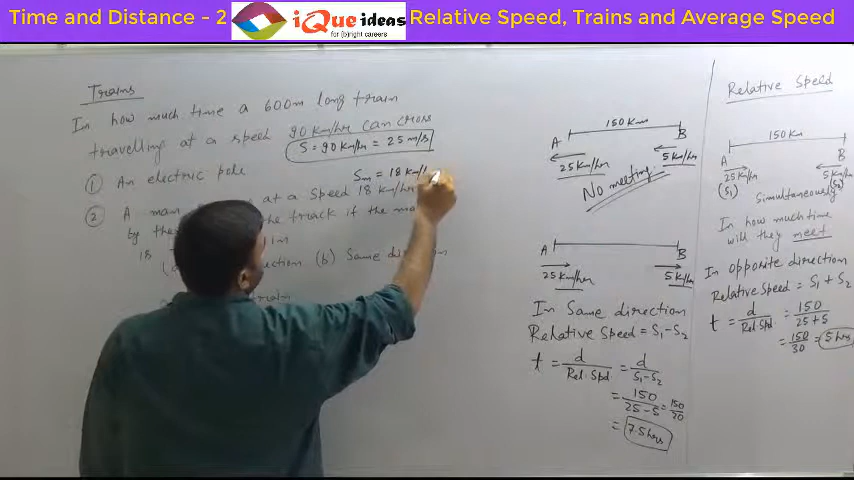 Time and Distance - 2
iQue ideas
for (b)right careers
Relative Speed, Trains and Average Speed
Trains
In how much time a 600m long train
travelling at a speed 90 km/hr can cross
S = 90 km/hr = 25 m/s
① An electric pole
Sm = 18 km/
② A man at a Speed 18 km/hr
by the the track if the
18
(b) Same direction
150 Kms
A B
25 km/hr
5 km/hr
No meeting.
A B
25 km/hr
5 km/hr
In Same direction
Relative Speed = S1 - S2
t = d / Rel. Spd = d / S1 - S2
= 150 / 25 - 5 = 150 / 20
= 7.5 hrs
Relative Speed
150 Km
A B
25 km/hr
(S1)
5 km/hr
(S2)
Simultaneously
In how much time
will they meet
In opposite direction
Relative Speed = S1 + S2
t = d / Rel Spd = 150 / 25 + 5
= 150 / 30 = 5 hrs